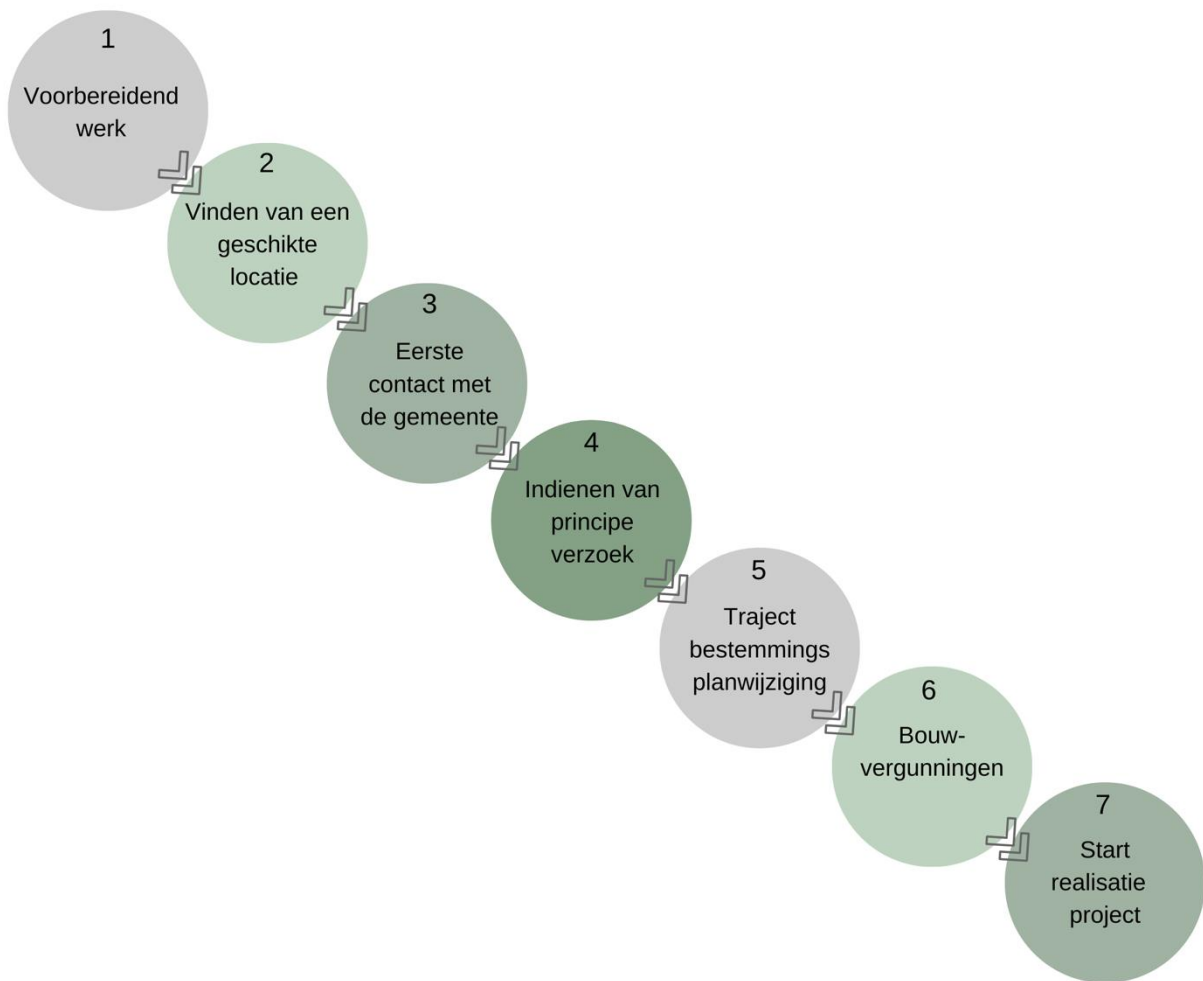 1
Voorbereidend
werk
2
Vinden van een
geschikte
locatie
3
Eerste
contact met
de gemeente
4
Indienen van
principe
verzoek
5
Traject
bestemmings
planwijziging
6
Bouw-
vergunningen
7
Start
realisatie
project